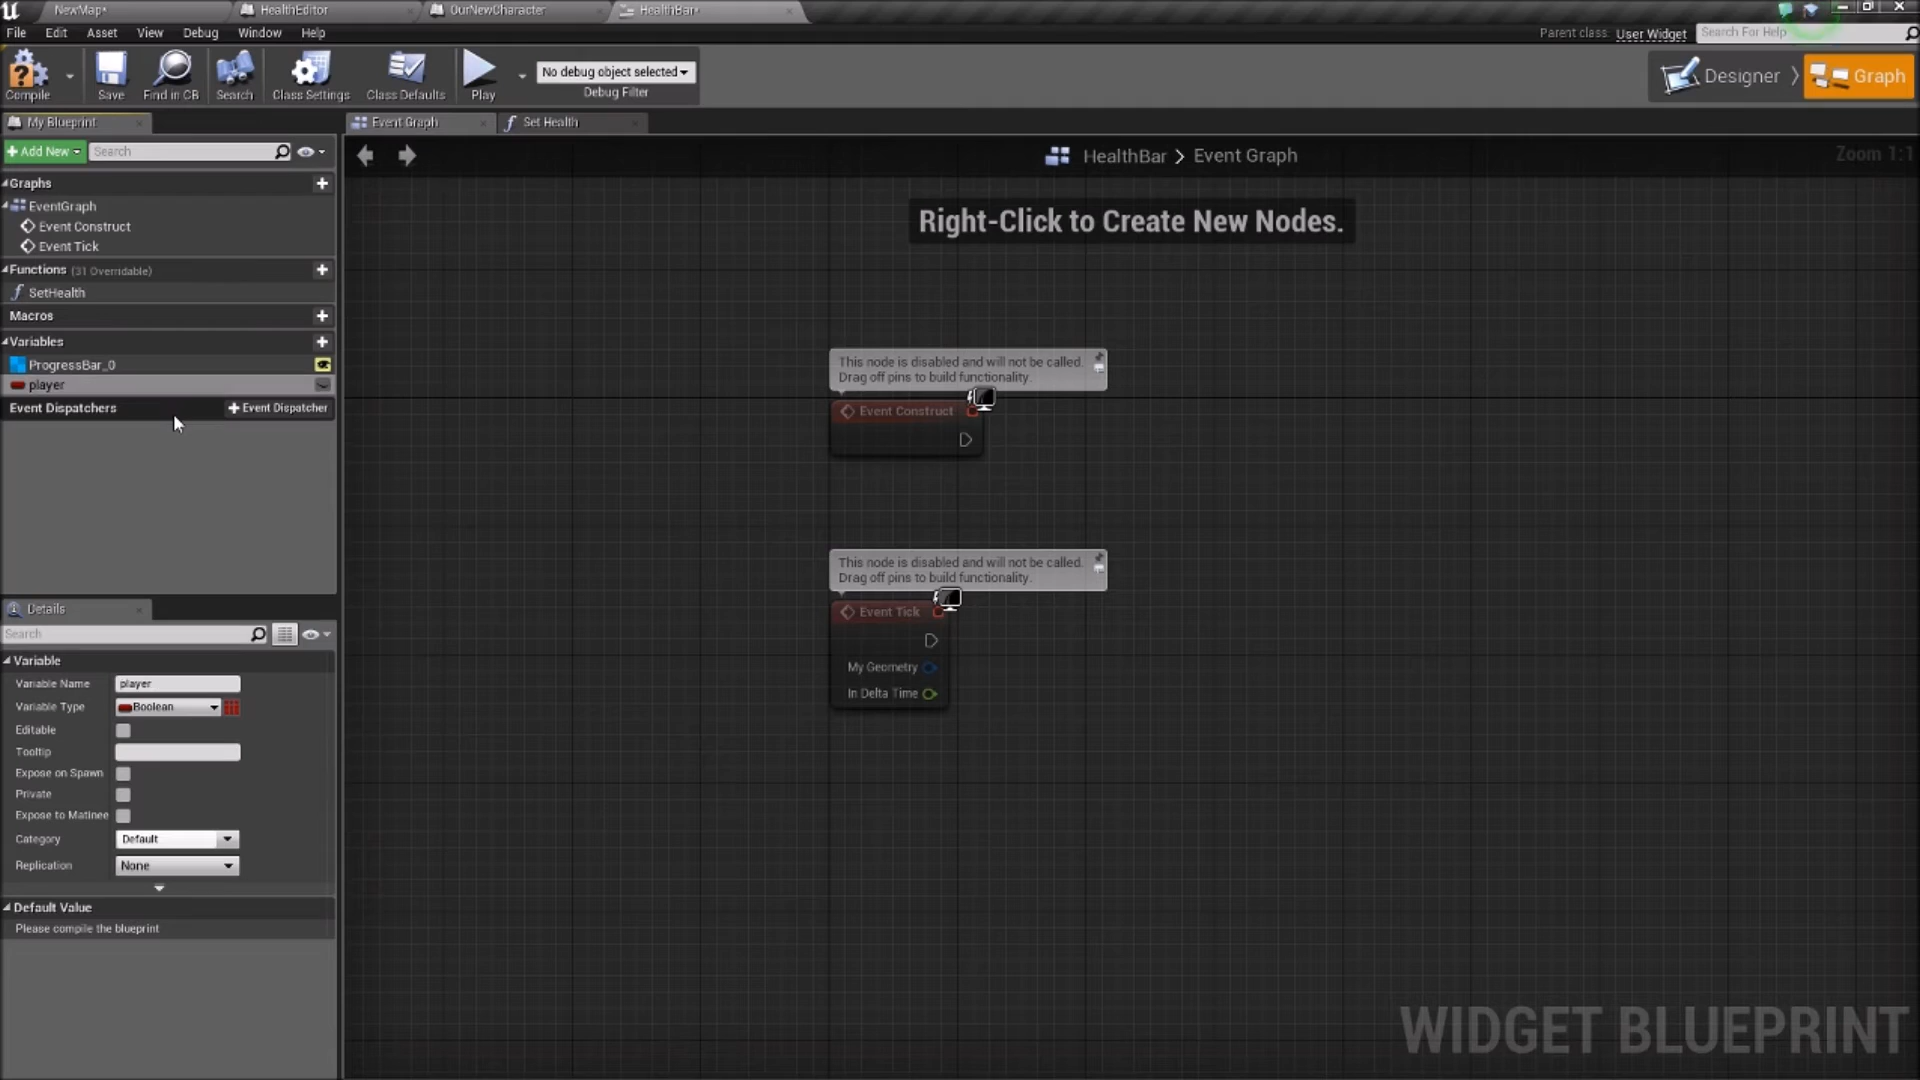 NewMap*
HealthEditor
OurNewCharacter
HealthBar*
File Edit Asset View Debug Window Help
Parent class: User Widget
Search For Help
Compile
Save
Find in CB
Search
Class Settings
Class Defaults
Play
No debug object selected
Debug Filter
Designer
Graph
My Blueprint
Event Graph
Set Health
+ Add New
Search
HealthBar > Event Graph
Zoom 1:1
Graphs
EventGraph
Event Construct
Event Tick
Functions (31 Overridable)
SetHealth
Macros
Variables
ProgressBar_0
player
Event Dispatchers
+ Event Dispatcher
Right-Click to Create New Nodes.
This node is disabled and will not be called.
Drag off pins to build functionality.
Event Construct
This node is disabled and will not be called.
Drag off pins to build functionality.
Event Tick
My Geometry
In Delta Time
Details
Search
Variable
Variable Name player
Variable Type Boolean
Editable
Tooltip
Expose on Spawn
Private
Expose to Matinee
Category Default
Replication None
Default Value
Please compile the blueprint
WIDGET BLUEPRINT